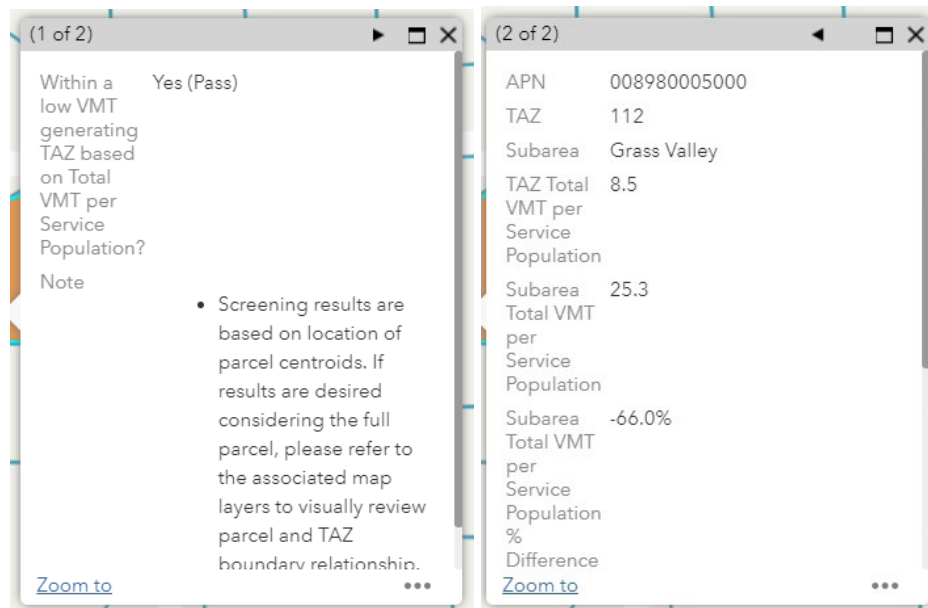 (1 of 2)
Within a Yes (Pass)
low VMT
generating
TAZ based
on Total
VMT per
Service
Population?
Note
• Screening results are
based on location of
parcel centroids. If
results are desired
considering the full
parcel, please refer to
the associated map
layers to visually review
parcel and TAZ
boundary relationship.
Zoom to
(2 of 2)
APN 008980005000
TAZ 112
Subarea Grass Valley
TAZ Total 8.5
VMT per
Service
Population
Subarea 25.3
Total VMT
per
Service
Population
Subarea -66.0%
Total VMT
per
Service
Population
%
Difference
Zoom to